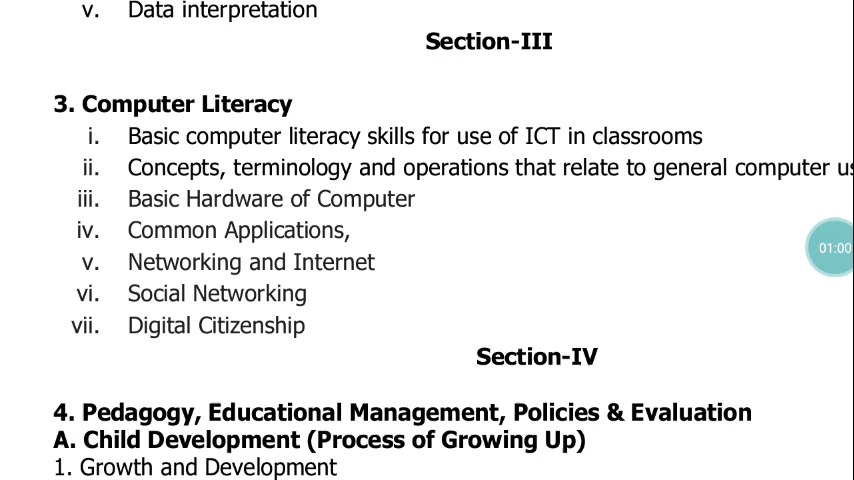 v. Data interpretation
Section-III
3. Computer Literacy
i. Basic computer literacy skills for use of ICT in classrooms
ii. Concepts, terminology and operations that relate to general computer
iii. Basic Hardware of Computer
iv. Common Applications,
01:00
v. Networking and Internet
vi. Social Networking
vii. Digital Citizenship
Section-IV
4. Pedagogy, Educational Management, Policies & Evaluation
A. Child Development (Process of Growing Up)
1. Growth and Development